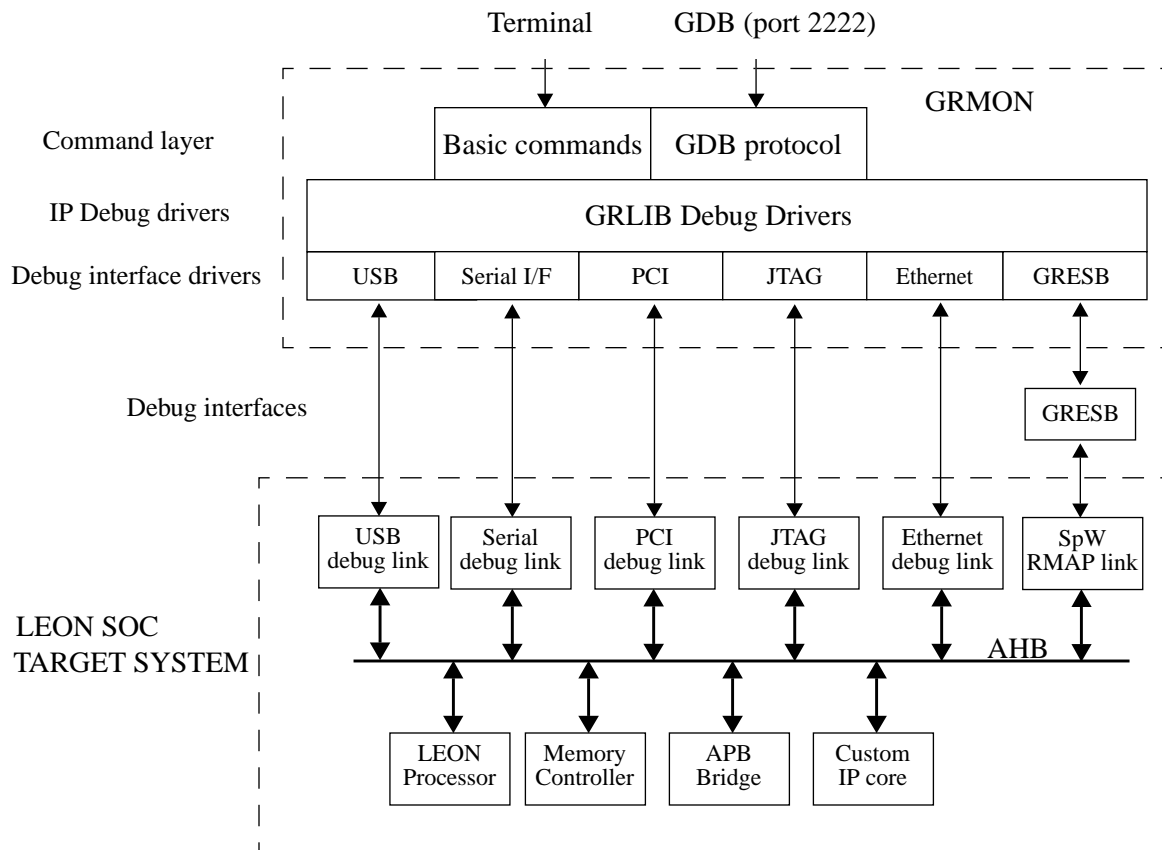 Terminal
GDB (port 2222)
GRMON
Command layer
Basic commands
GDB protocol
IP Debug drivers
GRLIB Debug Drivers
Debug interface drivers
USB
Serial I/F
PCI
JTAG
Ethernet
GRESB
Debug interfaces
GRESB
USB
debug link
Serial
debug link
PCI
debug link
JTAG
debug link
Ethernet
debug link
SpW
RMAP link
LEON SOC
TARGET SYSTEM
AHB
LEON
Processor
Memory
Controller
APB
Bridge
Custom
IP core